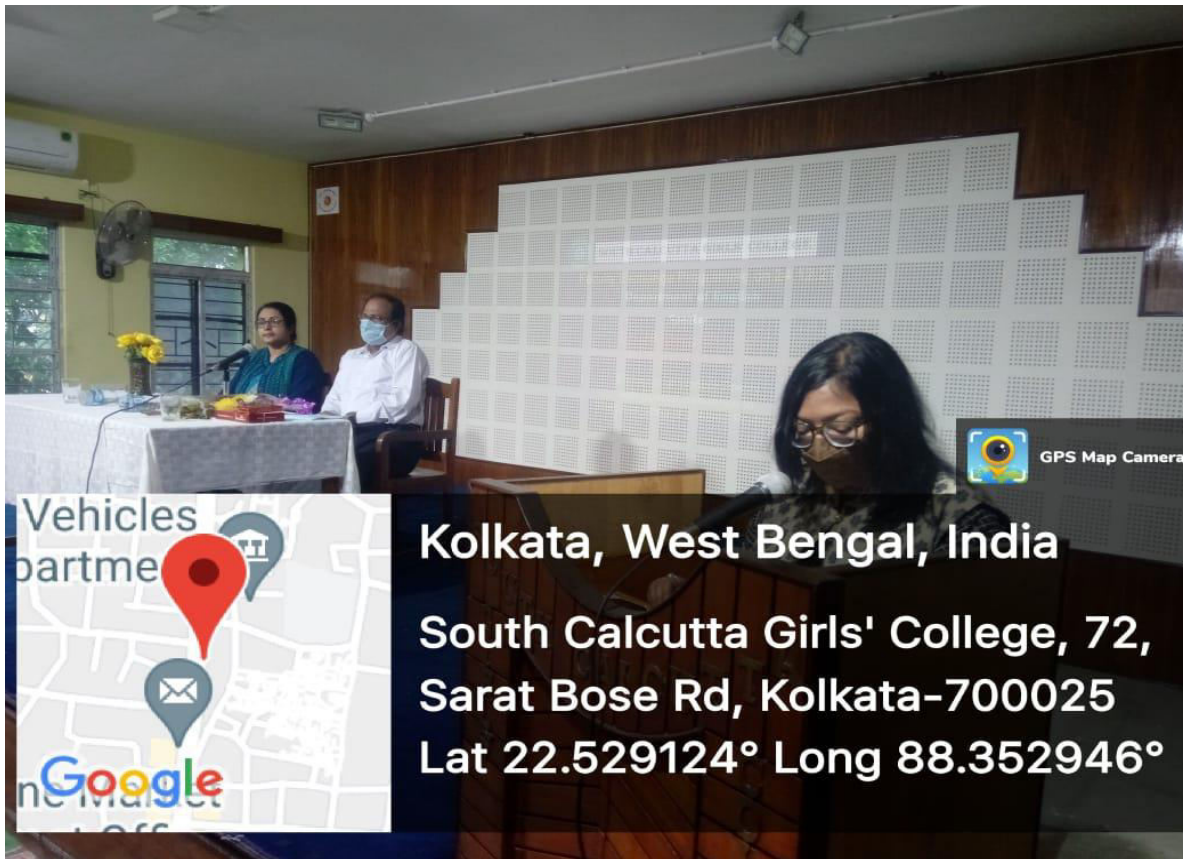 GPS Map Camera
Vehicles
partme
Kolkata, West Bengal, India
South Calcutta Girls' College, 72,
Sarat Bose Rd, Kolkata-700025
Lat 22.529124° Long 88.352946°
Google